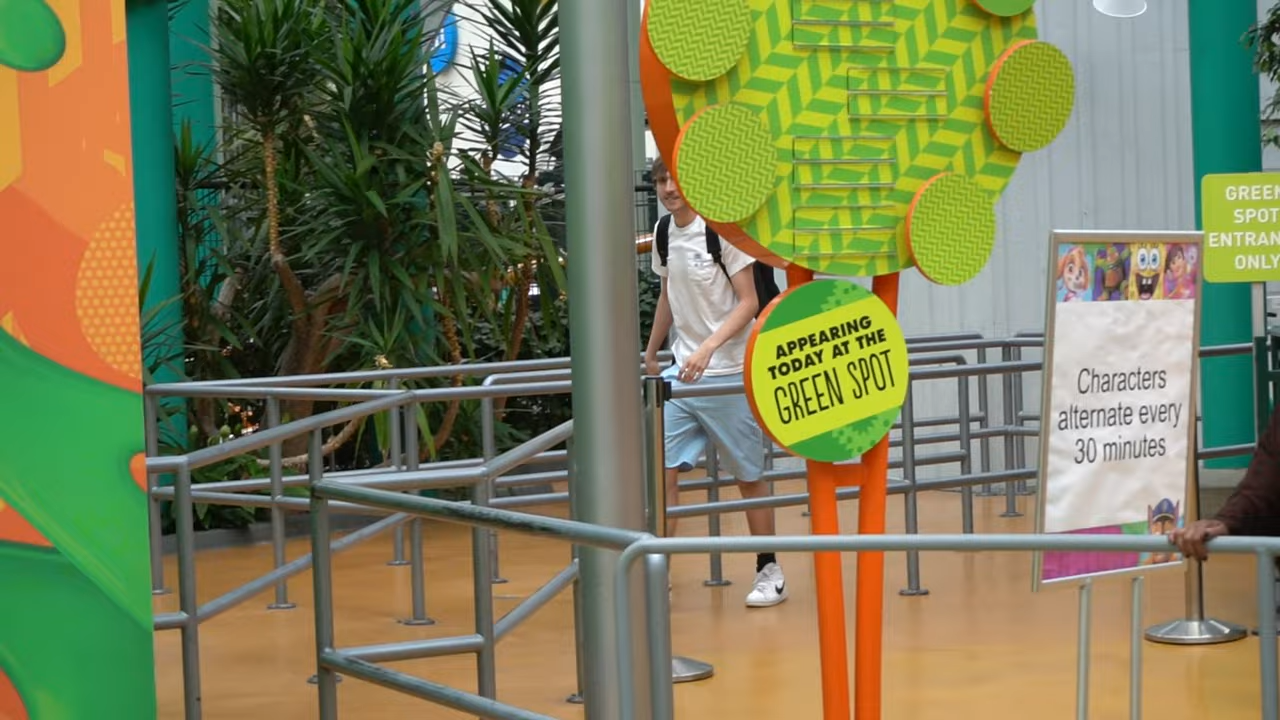 APPEARING
TODAY AT THE
GREEN SPOT
Characters
alternate every
30 minutes
GREEN
SPOT
ENTRAN
ONLY